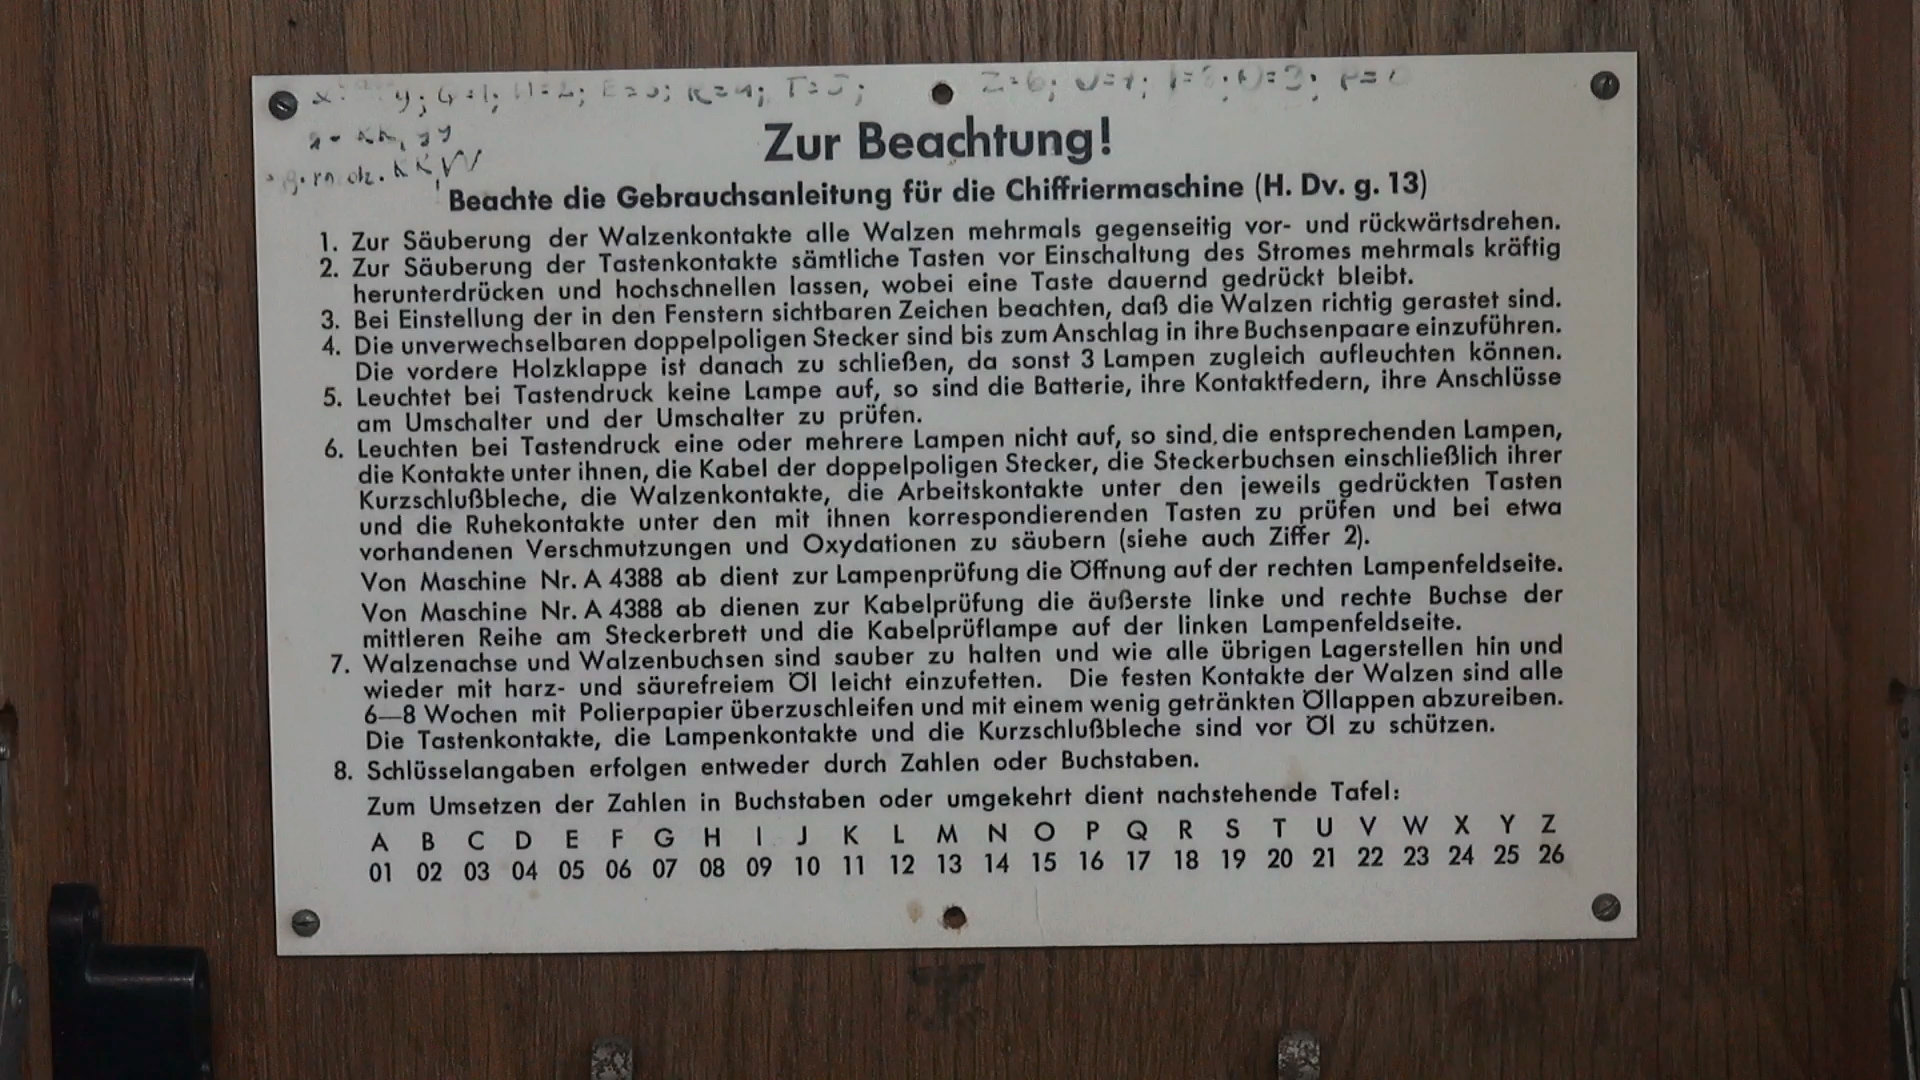 y; G=1; H=2; E=3; R=4; T=5; Z=6; U=7;
Zur Beachtung!
Beachte die Gebrauchsanleitung für die Chiffriermaschine (H. Dv. g. 13)
1. Zur Säuberung der Walzenkontakte alle Walzen mehrmals gegenseitig vor- und rückwärtsdrehen.
2. Zur Säuberung der Tastenkontakte sämtliche Tasten vor Einschaltung des Stromes mehrmals kräftig
herunterdrücken und hochschnellen lassen, wobei eine Taste dauernd gedrückt bleibt.
3. Bei Einstellung der in den Fenstern sichtbaren Zeichen beachten, daß die Walzen richtig gerastet sind.
4. Die unverwechselbaren doppelpoligen Stecker sind bis zum Anschlag in ihre Buchsenpaare einzuführen.
Die vordere Holzklappe ist danach zu schließen, da sonst 3 Lampen zugleich aufleuchten können.
5. Leuchtet bei Tastendruck keine Lampe auf, so sind die Batterie, ihre Kontaktfedern, ihre Anschlüsse
am Umschalter und der Umschalter zu prüfen.
6. Leuchten bei Tastendruck eine oder mehrere Lampen nicht auf, so sind die entsprechenden Lampen,
die Kontakte unter ihnen, die Kabel der doppelpoligen Stecker, die Steckerbuchsen einschließlich ihrer
Kurzschlußbleche, die Walzenkontakte, die Arbeitskontakte unter den jeweils gedrückten Tasten
und die Ruhekontakte unter den mit ihnen korrespondierenden Tasten zu prüfen und bei etwa
vorhandenen Verschmutzungen und Oxydationen zu säubern (siehe auch Ziffer 2).
Von Maschine Nr. A 4388 ab dient zur Lampenprüfung die Öffnung auf der rechten Lampenfeldseite.
Von Maschine Nr. A 4388 ab dienen zur Kabelprüfung die äußerste linke und rechte Buchse der
mittleren Reihe am Steckerbrett und die Kabelprüflampe auf der linken Lampenfeldseite.
7. Walzenachse und Walzenbuchsen sind sauber zu halten und wie alle übrigen Lagerstellen hin und
wieder mit harz- und säurefreiem Öl leicht einzufetten. Die festen Kontakte der Walzen sind alle
6—8 Wochen mit Polierpapier überzuschleifen und mit einem wenig getränkten Öllappen abzureiben.
Die Tastenkontakte, die Lampenkontakte und die Kurzschlußbleche sind vor Öl zu schützen.
8. Schlüsselangaben erfolgen entweder durch Zahlen oder Buchstaben.
Zum Umsetzen der Zahlen in Buchstaben oder umgekehrt dient nachstehende Tafel:
A B C D E F G H I J K L M N O P Q R S T U V W X Y Z
01 02 03 04 05 06 07 08 09 10 11 12 13 14 15 16 17 18 19 20 21 22 23 24 25 26